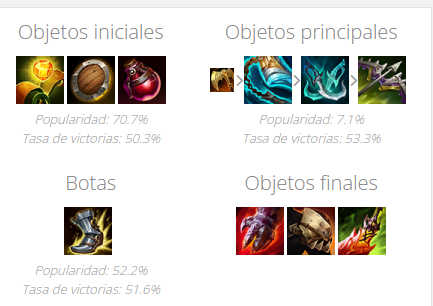 Objetos iniciales
Popularidad: 70.7%
Tasa de victorias: 50.3%
Objetos principales
Popularidad: 7.1%
Tasa de victorias: 53.3%
Botas
Popularidad: 52.2%
Tasa de victorias: 51.6%
Objetos finales